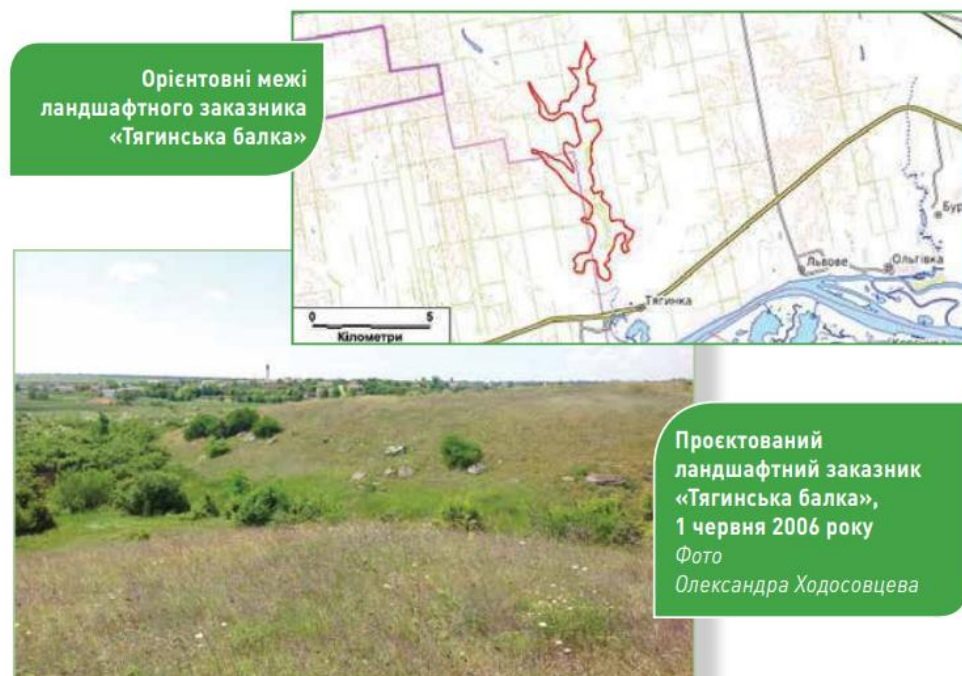 Орієнтовні межі
ландшафтного заказника
«Тягинська балка»
Бур
Львове
Ольгівка
Тягинка
0 5
Кілометри
Проєктований
ландшафтний заказник
«Тягинська балка»,
1 червня 2006 року
Фото
Олександра Ходосовцева